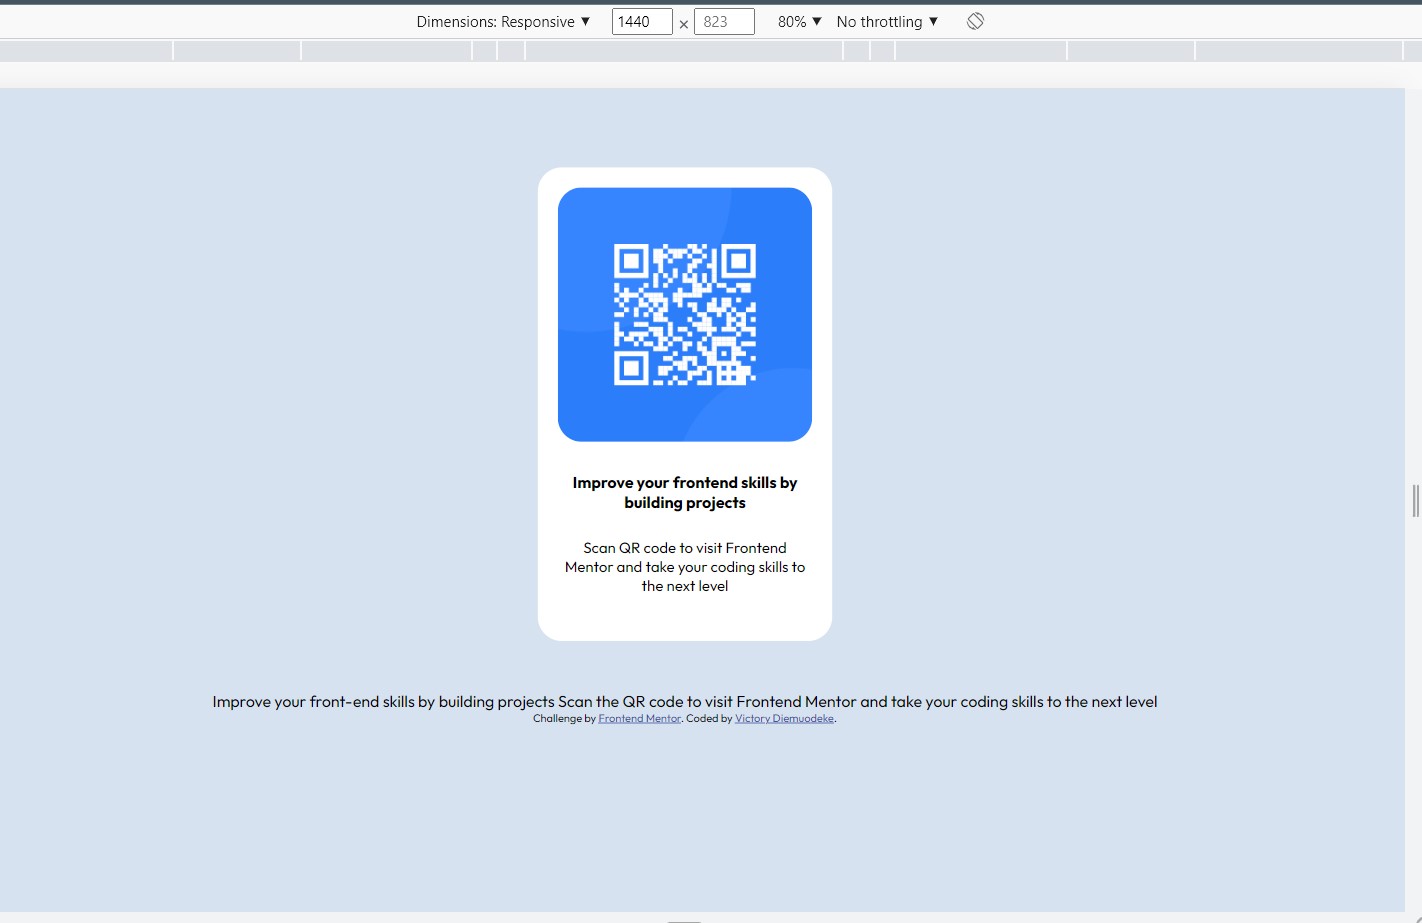 Dimensions: Responsive ▼ 1440 × 823 80% ▼ No throttling ▼
Improve your frontend skills by
building projects
Scan QR code to visit Frontend
Mentor and take your coding skills to
the next level
Improve your front-end skills by building projects Scan the QR code to visit Frontend Mentor and take your coding skills to the next level
Challenge by Frontend Mentor. Coded by Victory Diemuodeke.